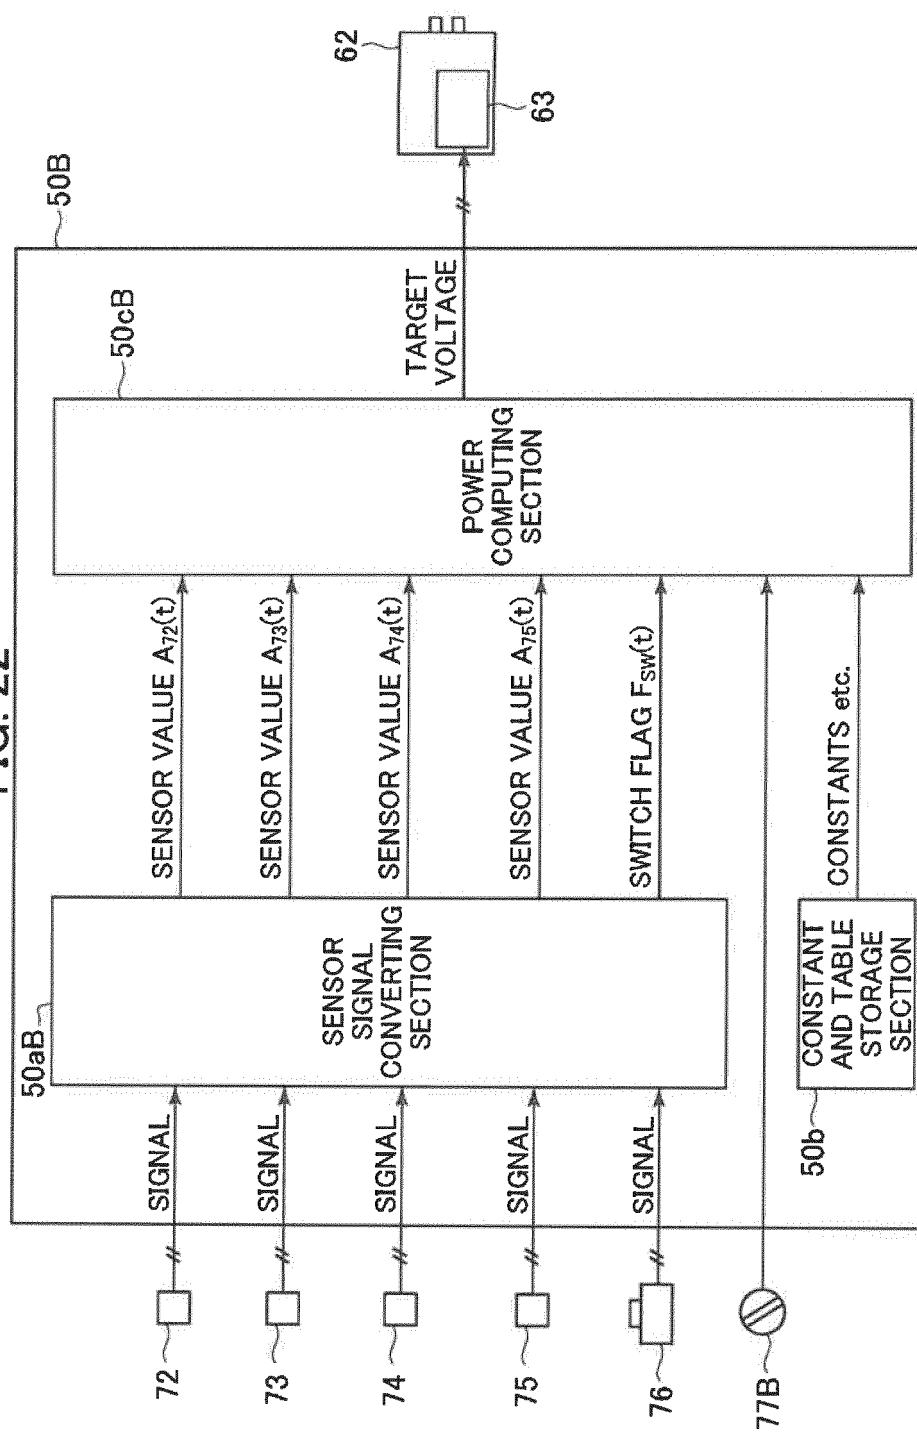 FIG. 22
50B
50aB
50cB
62
63
72
73
74
75
76
77B
SIGNAL
SIGNAL
SIGNAL
SIGNAL
SIGNAL
SENSOR
SIGNAL
CONVERTING
SECTION
SENSOR VALUE A72(t)
SENSOR VALUE A73(t)
SENSOR VALUE A74(t)
SENSOR VALUE A75(t)
SWITCH FLAG FSW(t)
CONSTANTS etc.
50b
CONSTANT
AND TABLE
STORAGE
SECTION
POWER
COMPUTING
SECTION
TARGET
VOLTAGE